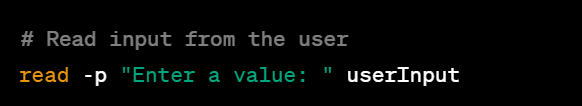 # Read input from the user
read -p "Enter a value: " userInput